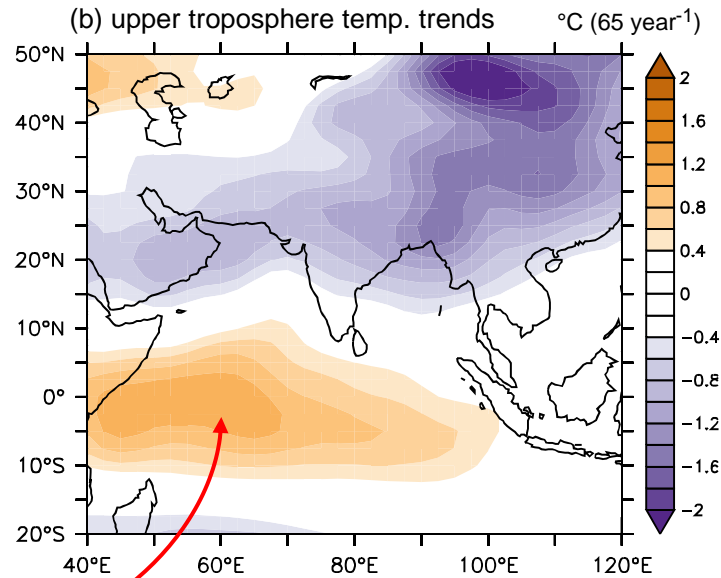 (b) upper troposphere temp. trends
°C (65 year⁻¹)
50°N
40°N
30°N
20°N
10°N
0°
10°S
20°S
40°E
60°E
80°E
100°E
120°E
2
1.6
1.2
0.8
0.4
0
−0.4
−0.8
−1.2
−1.6
−2